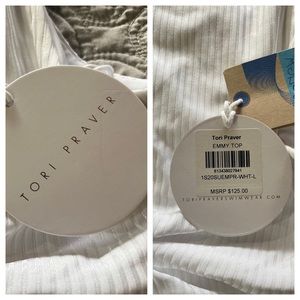 TORI PRAVER
Tori Praver
EMMY TOP
1S20SUEMPR-WHT-L
MSRP $125.00
TORIPRAVERSWIMWEAR.COM